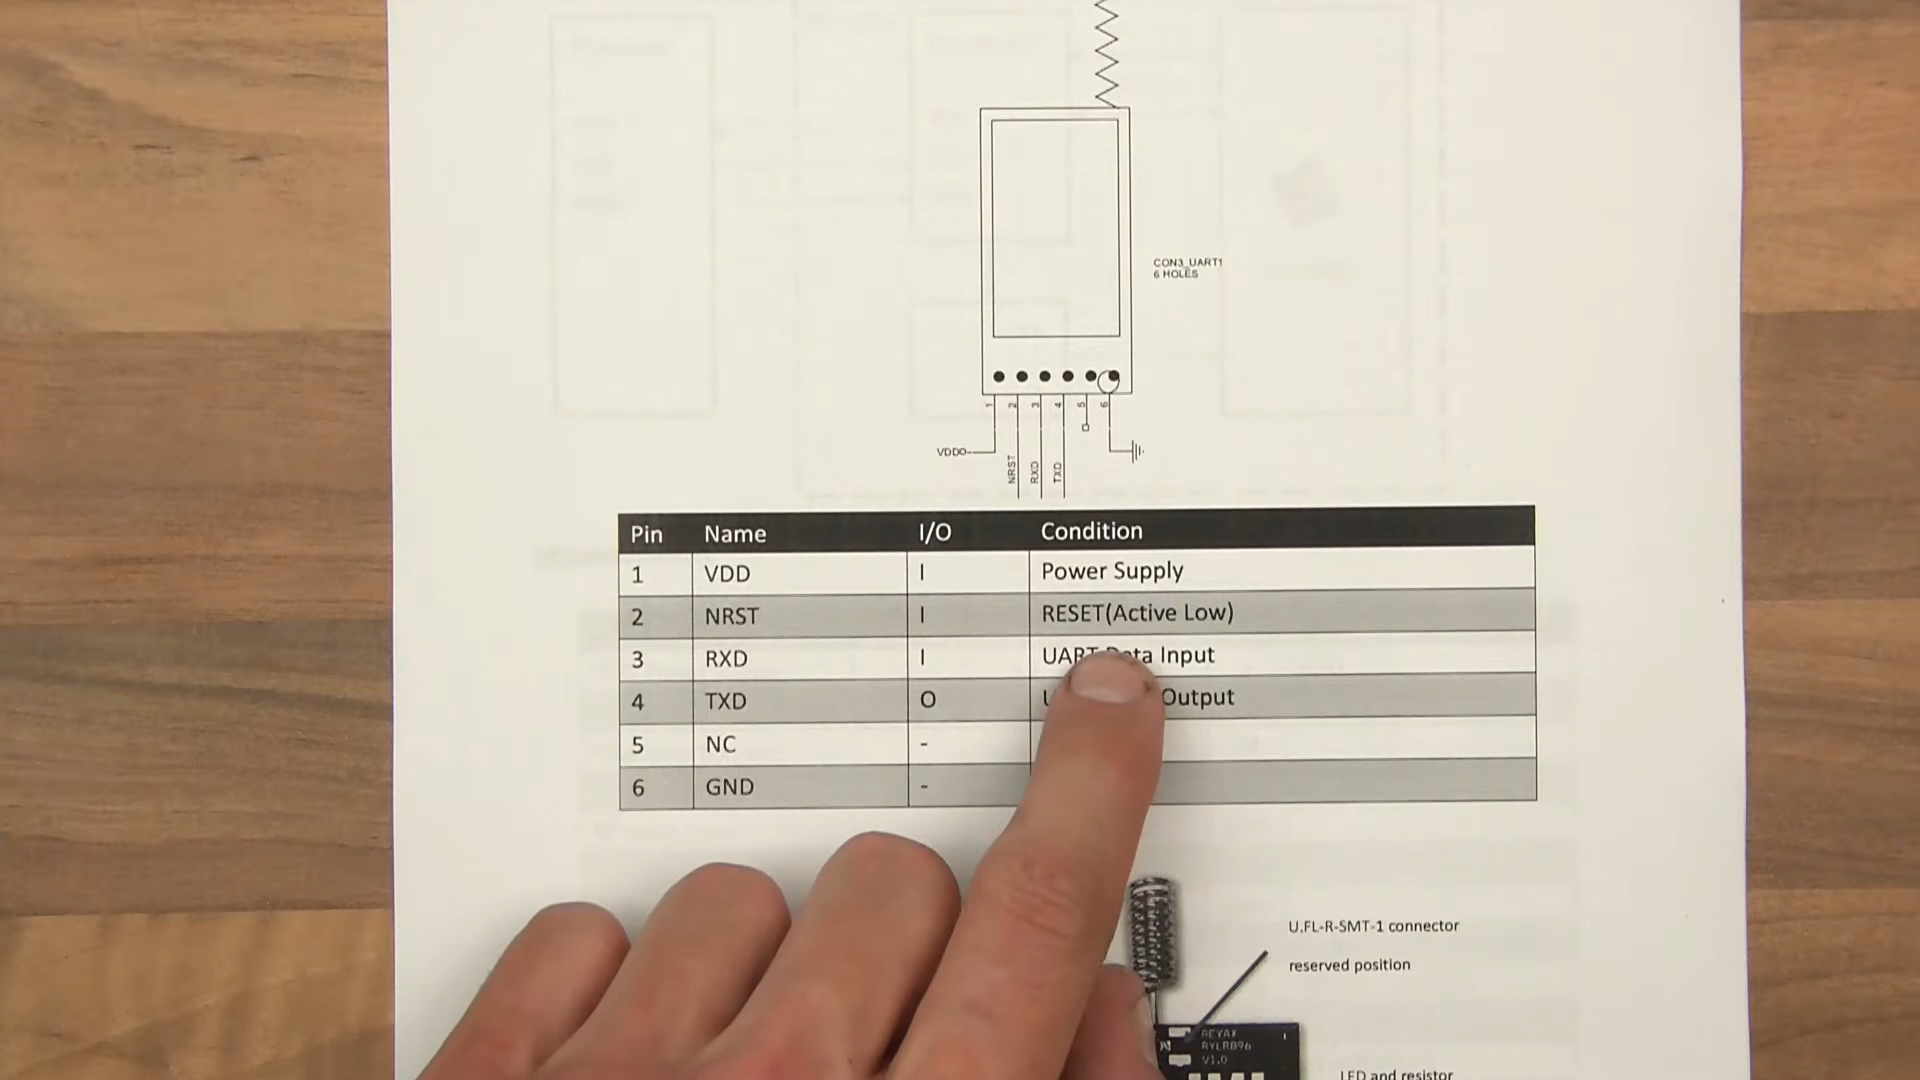 CON3_UART1
6 HOLES
1 2 3 4 5 6
VDD
NRST
RXD
TXD
Pin Name I/O Condition
1 VDD I Power Supply
2 NRST I RESET(Active Low)
3 RXD I UART Data Input
4 TXD O Output
5 NC -
6 GND -
U.FL-R-SMT-1 connector
reserved position
REYAX
RYLR896
V1.0
LED and resistor